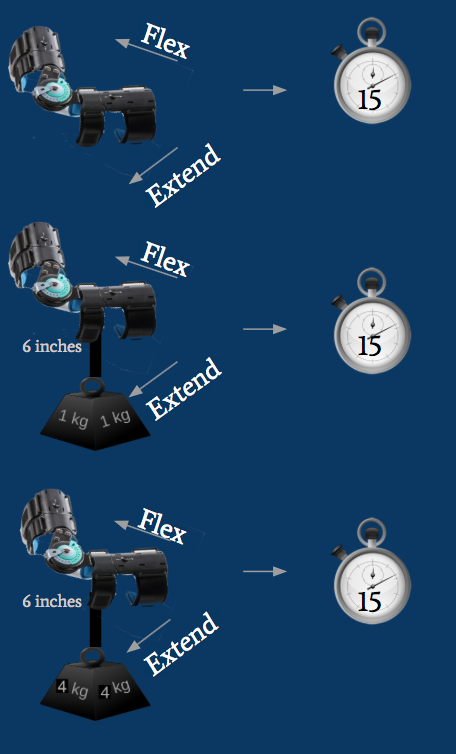 Flex
15
Extend
Flex
6 inches
15
Extend
1 kg 1 kg
Flex
6 inches
15
Extend
4 kg 4 kg